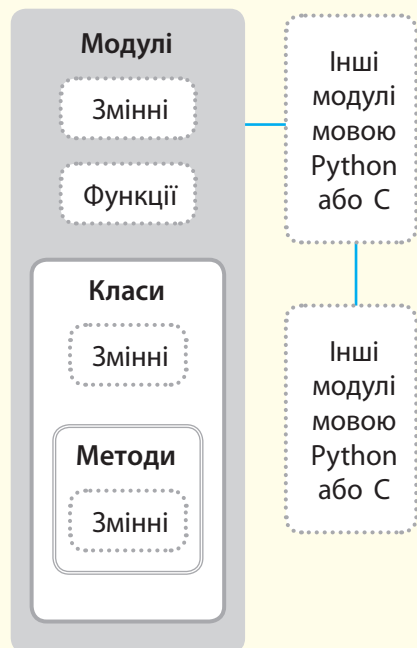 Модулі
Змінні
Функції
Класи
Змінні
Методи
Змінні
Інші
модулі
мовою
Python
або C
Інші
модулі
мовою
Python
або C